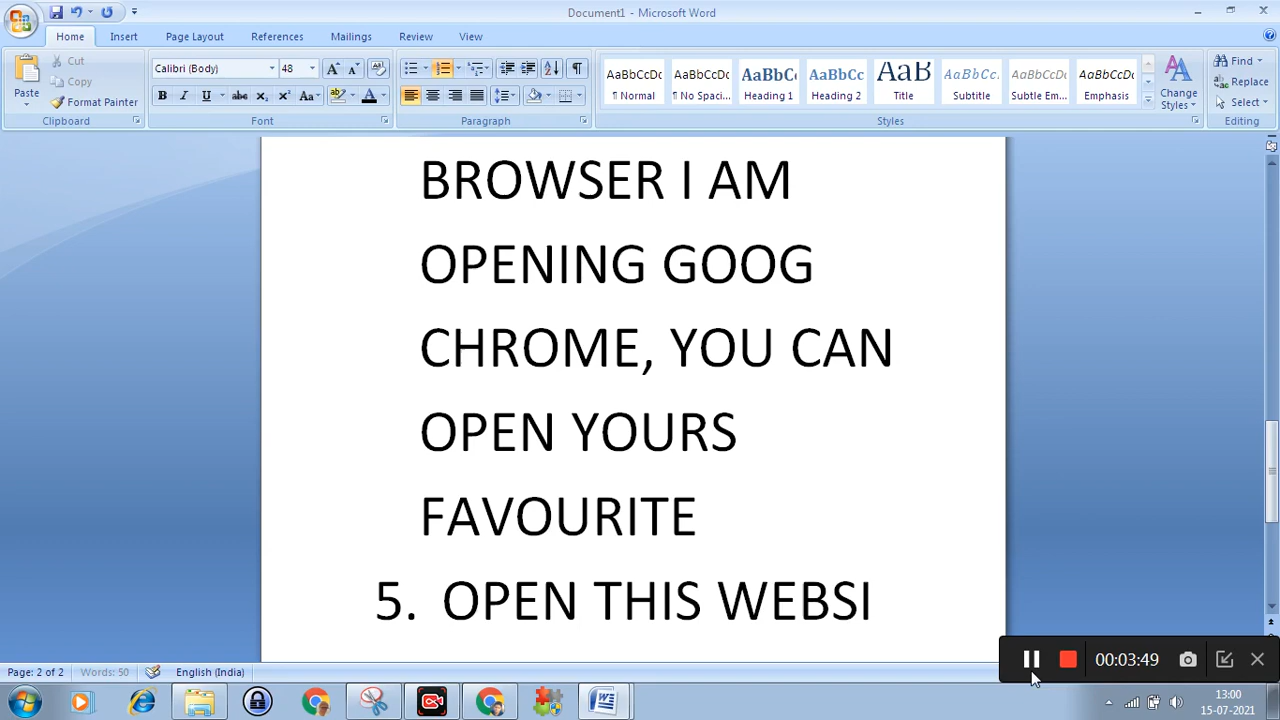 Document1 - Microsoft Word
Home Insert Page Layout References Mailings Review View
Paste
Cut
Copy
Format Painter
Clipboard
Calibri (Body) 48
Font
Paragraph
AaBbCcDc AaBbCcDc AaBbCc AaBbCc AaB AaBbCc. AaBbCcDc AaBbCcDc
¶ Normal ¶ No Spaci... Heading 1 Heading 2 Title Subtitle Subtle Em... Emphasis
Change Styles
Styles
Find
Replace
Select
Editing
BROWSER I AM
OPENING GOOG
CHROME, YOU CAN
OPEN YOURS
FAVOURITE
5. OPEN THIS WEBSI
00:03:49
Page: 2 of 2 Words: 50 English (India)
13:00
15-07-2021